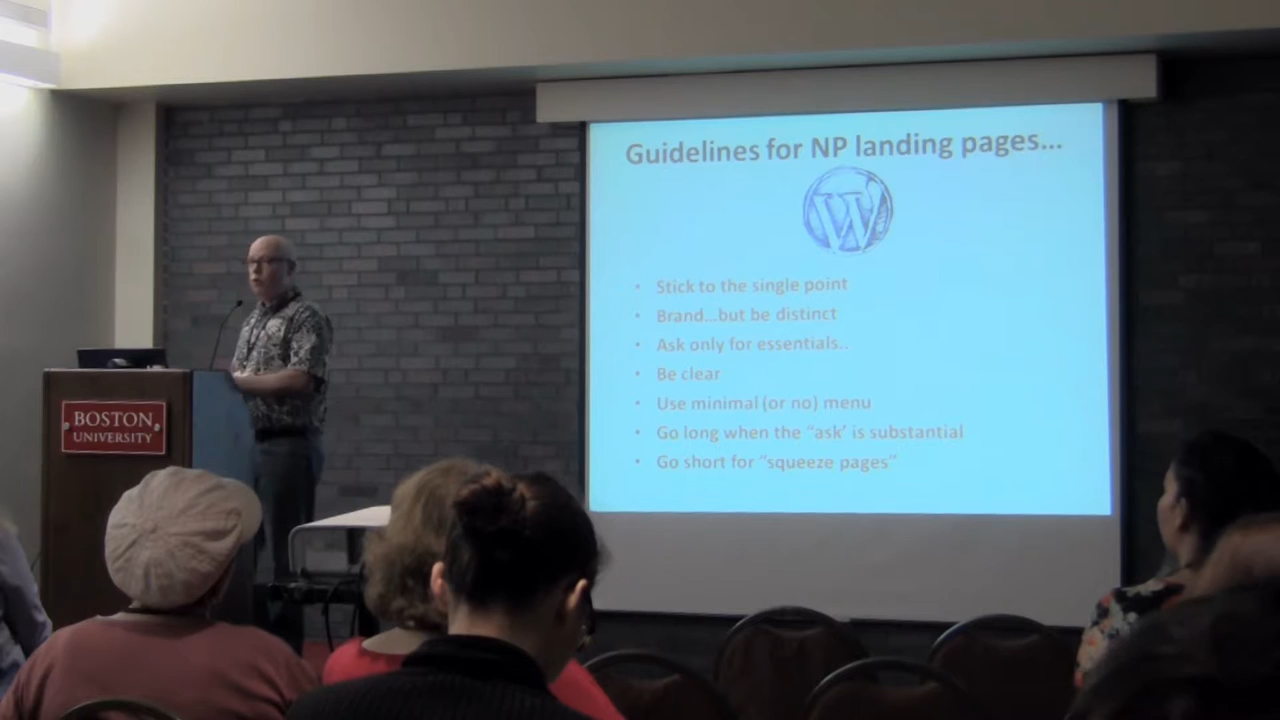 Guidelines for NP landing pages...
W
BOSTON
UNIVERSITY
• Stick to the single point
• Brand...but be distinct
• Ask only for essentials..
• Be clear
• Use minimal (or no) menu
• Go long when the “ask’ is substantial
• Go short for “squeeze pages”